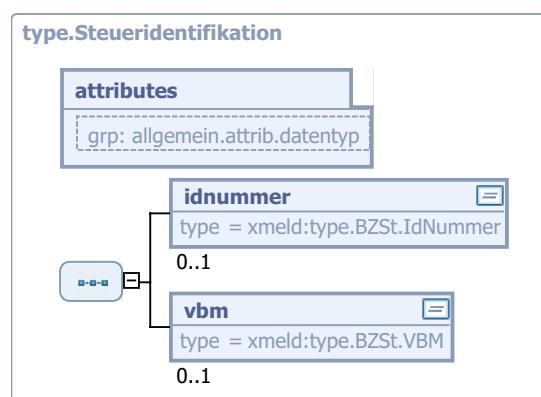 type.Steueridentifikation
attributes
grp: allgemein.attrib.datentyp
idnummer
type = xmeld:type.BZSt.IdNummer
0..1
vbm
type = xmeld:type.BZSt.VBM
0..1